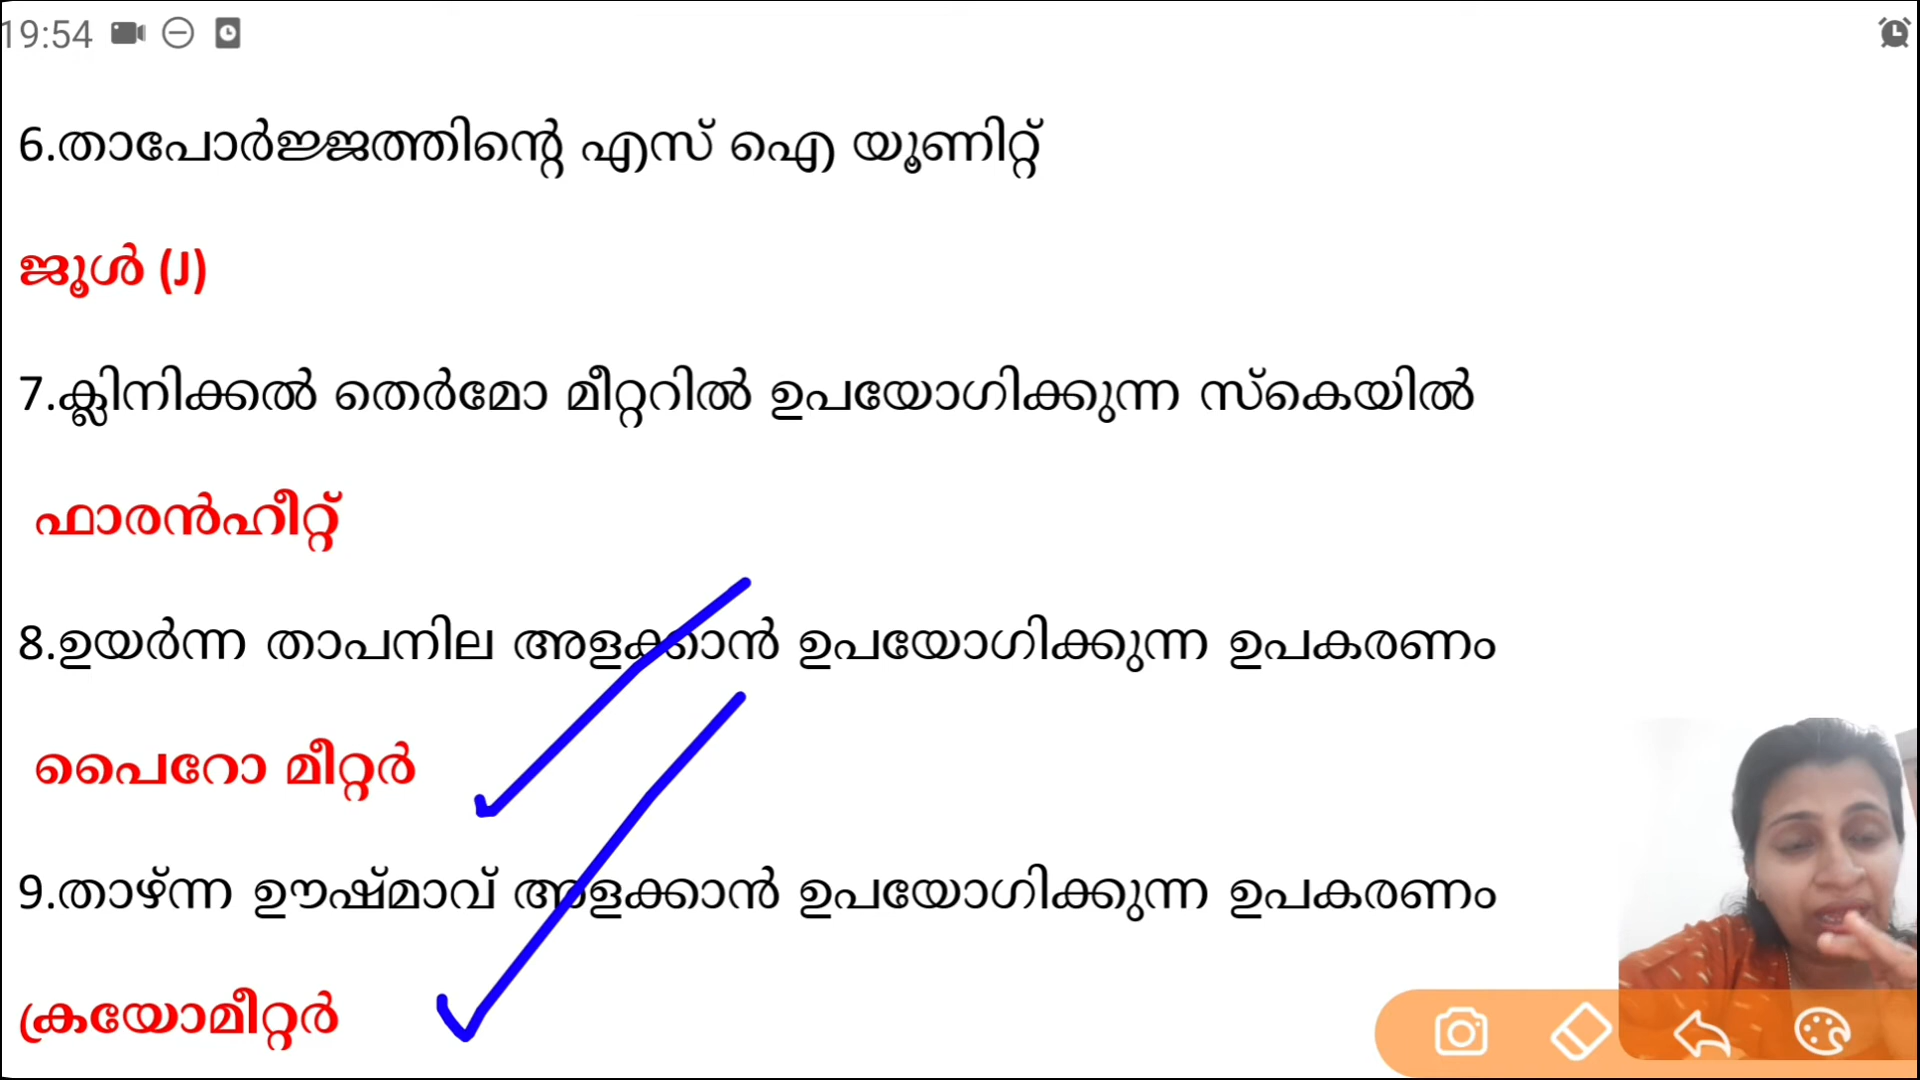 19:54
6.താപോർജ്ജത്തിന്റെ എസ് ഐ യൂണിറ്റ്
ജൂൾ (J)
7.ക്ലിനിക്കൽ തെർമോ മീറ്ററിൽ ഉപയോഗിക്കുന്ന സ്കെയിൽ
ഫാരൻഹീറ്റ്
8.ഉയർന്ന താപനില അളക്കാൻ ഉപയോഗിക്കുന്ന ഉപകരണം
പൈറോ മീറ്റർ
9.താഴ്ന്ന ഊഷ്മാവ് അളക്കാൻ ഉപയോഗിക്കുന്ന ഉപകരണം
ക്രയോമീറ്റർ